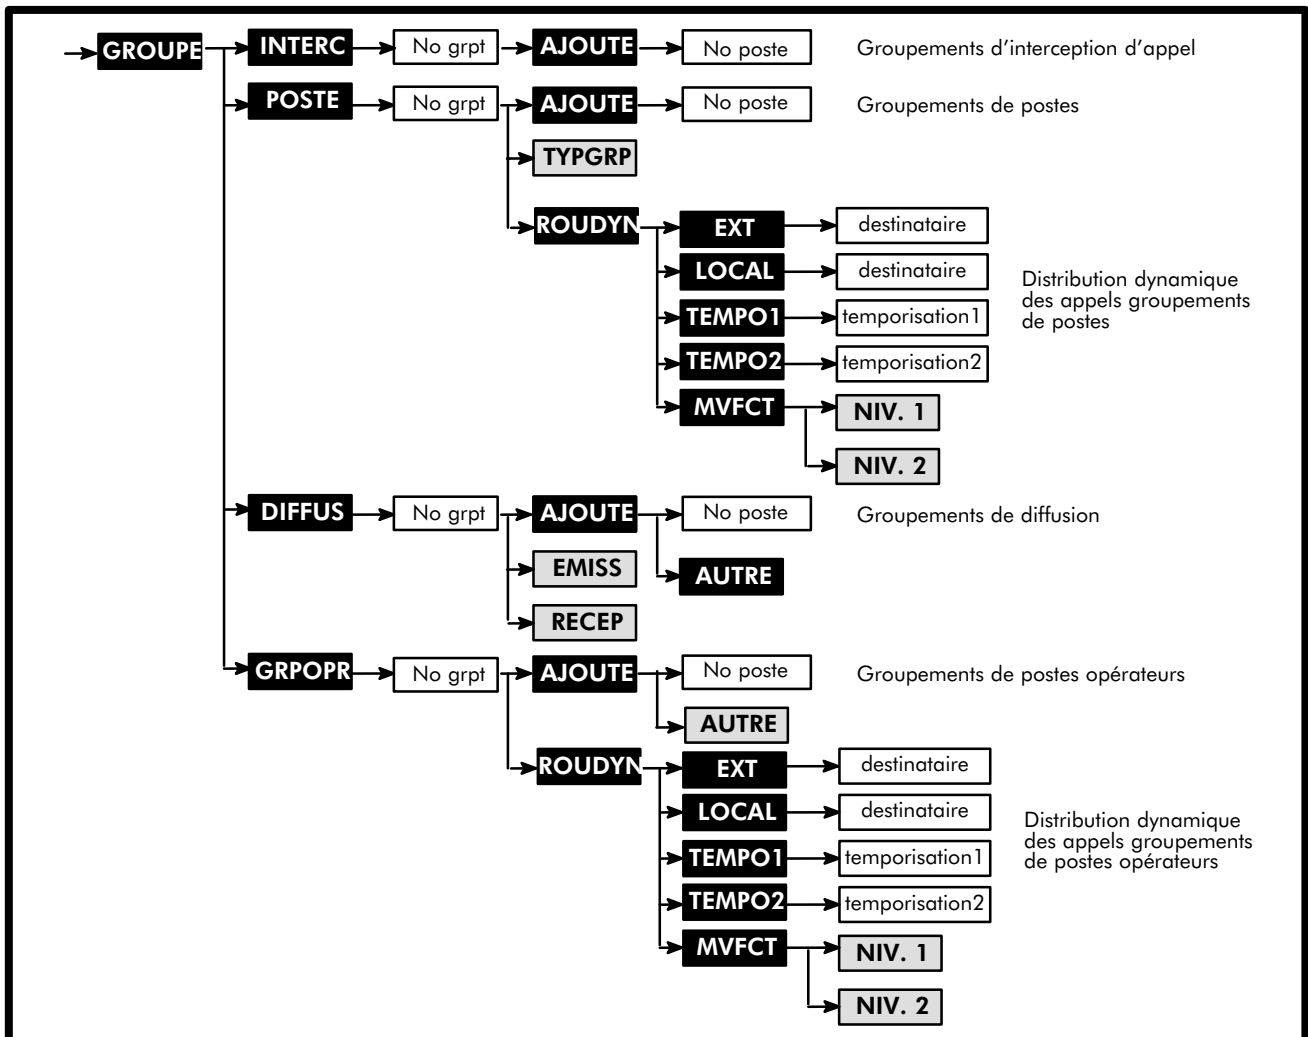 GROUPE INTERC No grpt AJOUTE No poste Groupements d'interception d'appel
POSTE No grpt AJOUTE No poste Groupements de postes
TYPGRP
ROUDYN EXT destinataire
LOCAL destinataire
Distribution dynamique
des appels groupements
de postes
TEMPO1 temporisation1
TEMPO2 temporisation2
MVFCT NIV. 1
NIV. 2
DIFFUS No grpt AJOUTE No poste Groupements de diffusion
EMISS AUTRE
RECEP
GRPOPR No grpt AJOUTE No poste Groupements de postes opérateurs
AUTRE
ROUDYN EXT destinataire
LOCAL destinataire
Distribution dynamique
des appels groupements
de postes opérateurs
TEMPO1 temporisation1
TEMPO2 temporisation2
MVFCT NIV. 1
NIV. 2